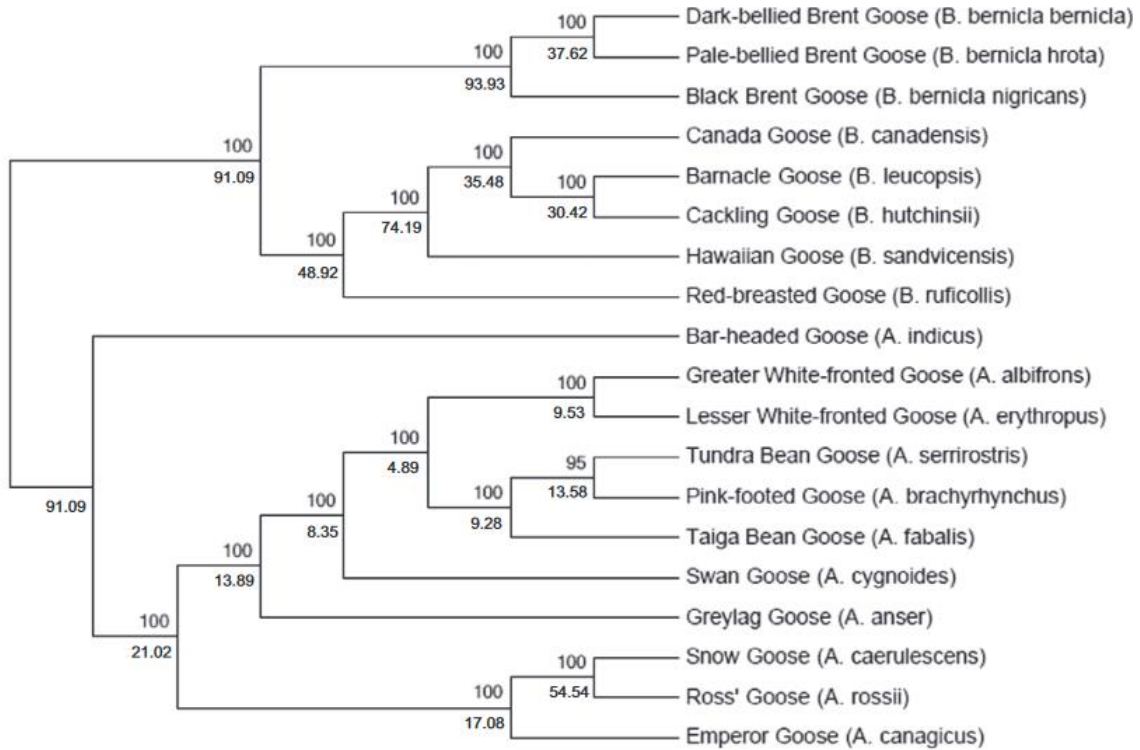 100
Dark-bellied Brent Goose (B. bernicla bernicla)
100
37.62
Pale-bellied Brent Goose (B. bernicla hrota)
93.93
Black Brent Goose (B. bernicla nigricans)
100
100
Canada Goose (B. canadensis)
91.09
35.48
100
Barnacle Goose (B. leucopsis)
100
30.42
Cackling Goose (B. hutchinsii)
100
74.19
Hawaiian Goose (B. sandvicensis)
48.92
Red-breasted Goose (B. ruficollis)
Bar-headed Goose (A. indicus)
100
Greater White-fronted Goose (A. albifrons)
9.53
Lesser White-fronted Goose (A. erythropus)
100
4.89
95
Tundra Bean Goose (A. serrirostris)
91.09
100
13.58
Pink-footed Goose (A. brachyrhynchus)
100
8.35
9.28
Taiga Bean Goose (A. fabalis)
100
13.89
Swan Goose (A. cygnoides)
100
Greylag Goose (A. anser)
21.02
100
Snow Goose (A. caerulescens)
100
54.54
Ross' Goose (A. rossii)
17.08
Emperor Goose (A. canagicus)